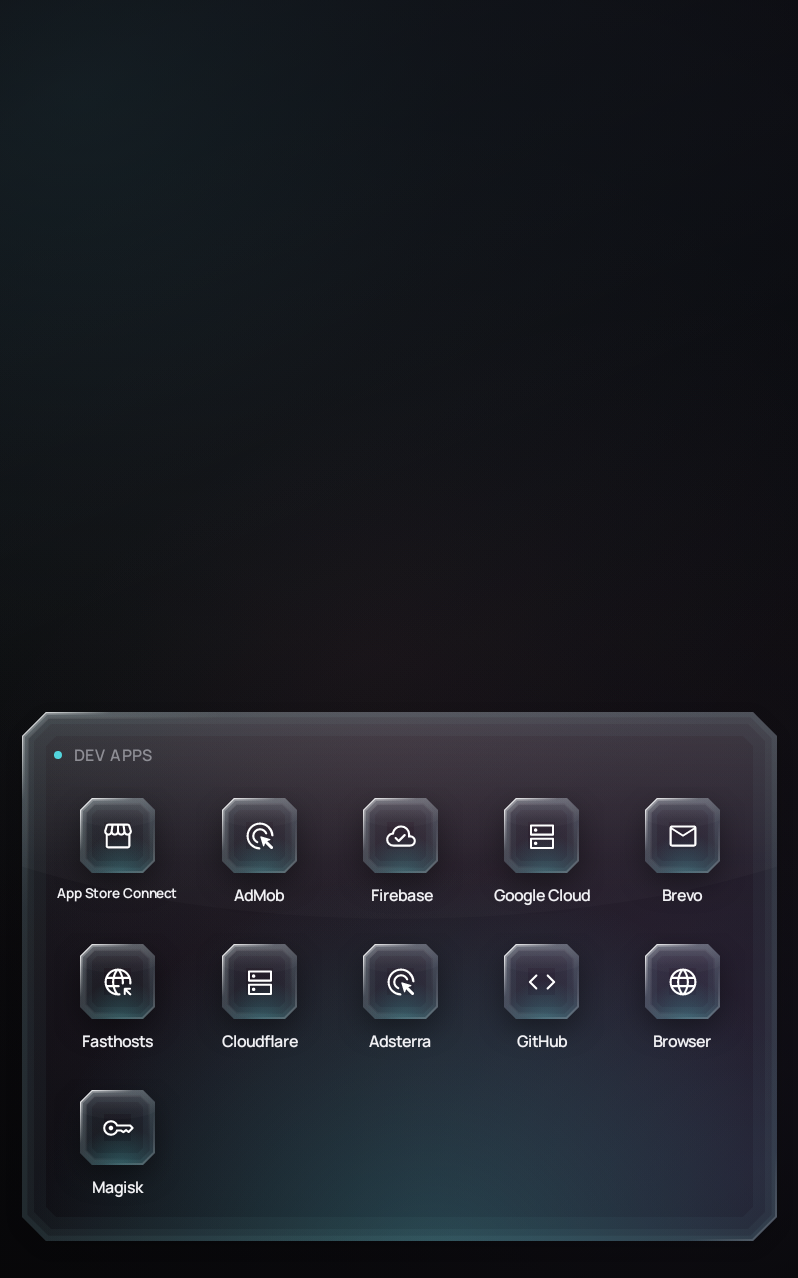 DEV APPS
App Store Connect
AdMob
Firebase
Google Cloud
Brevo
Fasthosts
Cloudflare
Adsterra
GitHub
Browser
Magisk